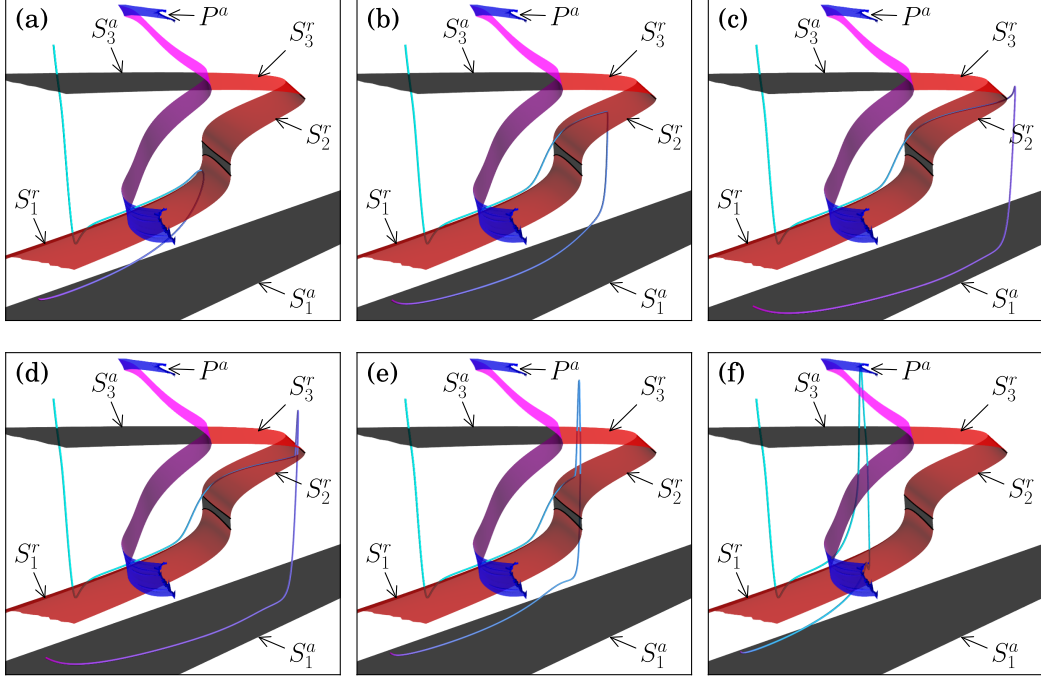 (a) $P^a$
$S_3^a$ $S_3^r$
$S_2^r$
$S_1^r$
$S_1^a$
(b) $P^a$
$S_3^a$ $S_3^r$
$S_2^r$
$S_1^r$
$S_1^a$
(c) $P^a$
$S_3^a$ $S_3^r$
$S_2^r$
$S_1^r$
$S_1^a$
(d) $P^a$
$S_3^a$ $S_3^r$
$S_2^r$
$S_1^r$
$S_1^a$
(e) $P^a$
$S_3^a$ $S_3^r$
$S_2^r$
$S_1^r$
$S_1^a$
(f) $P^a$
$S_3^a$ $S_3^r$
$S_2^r$
$S_1^r$
$S_1^a$